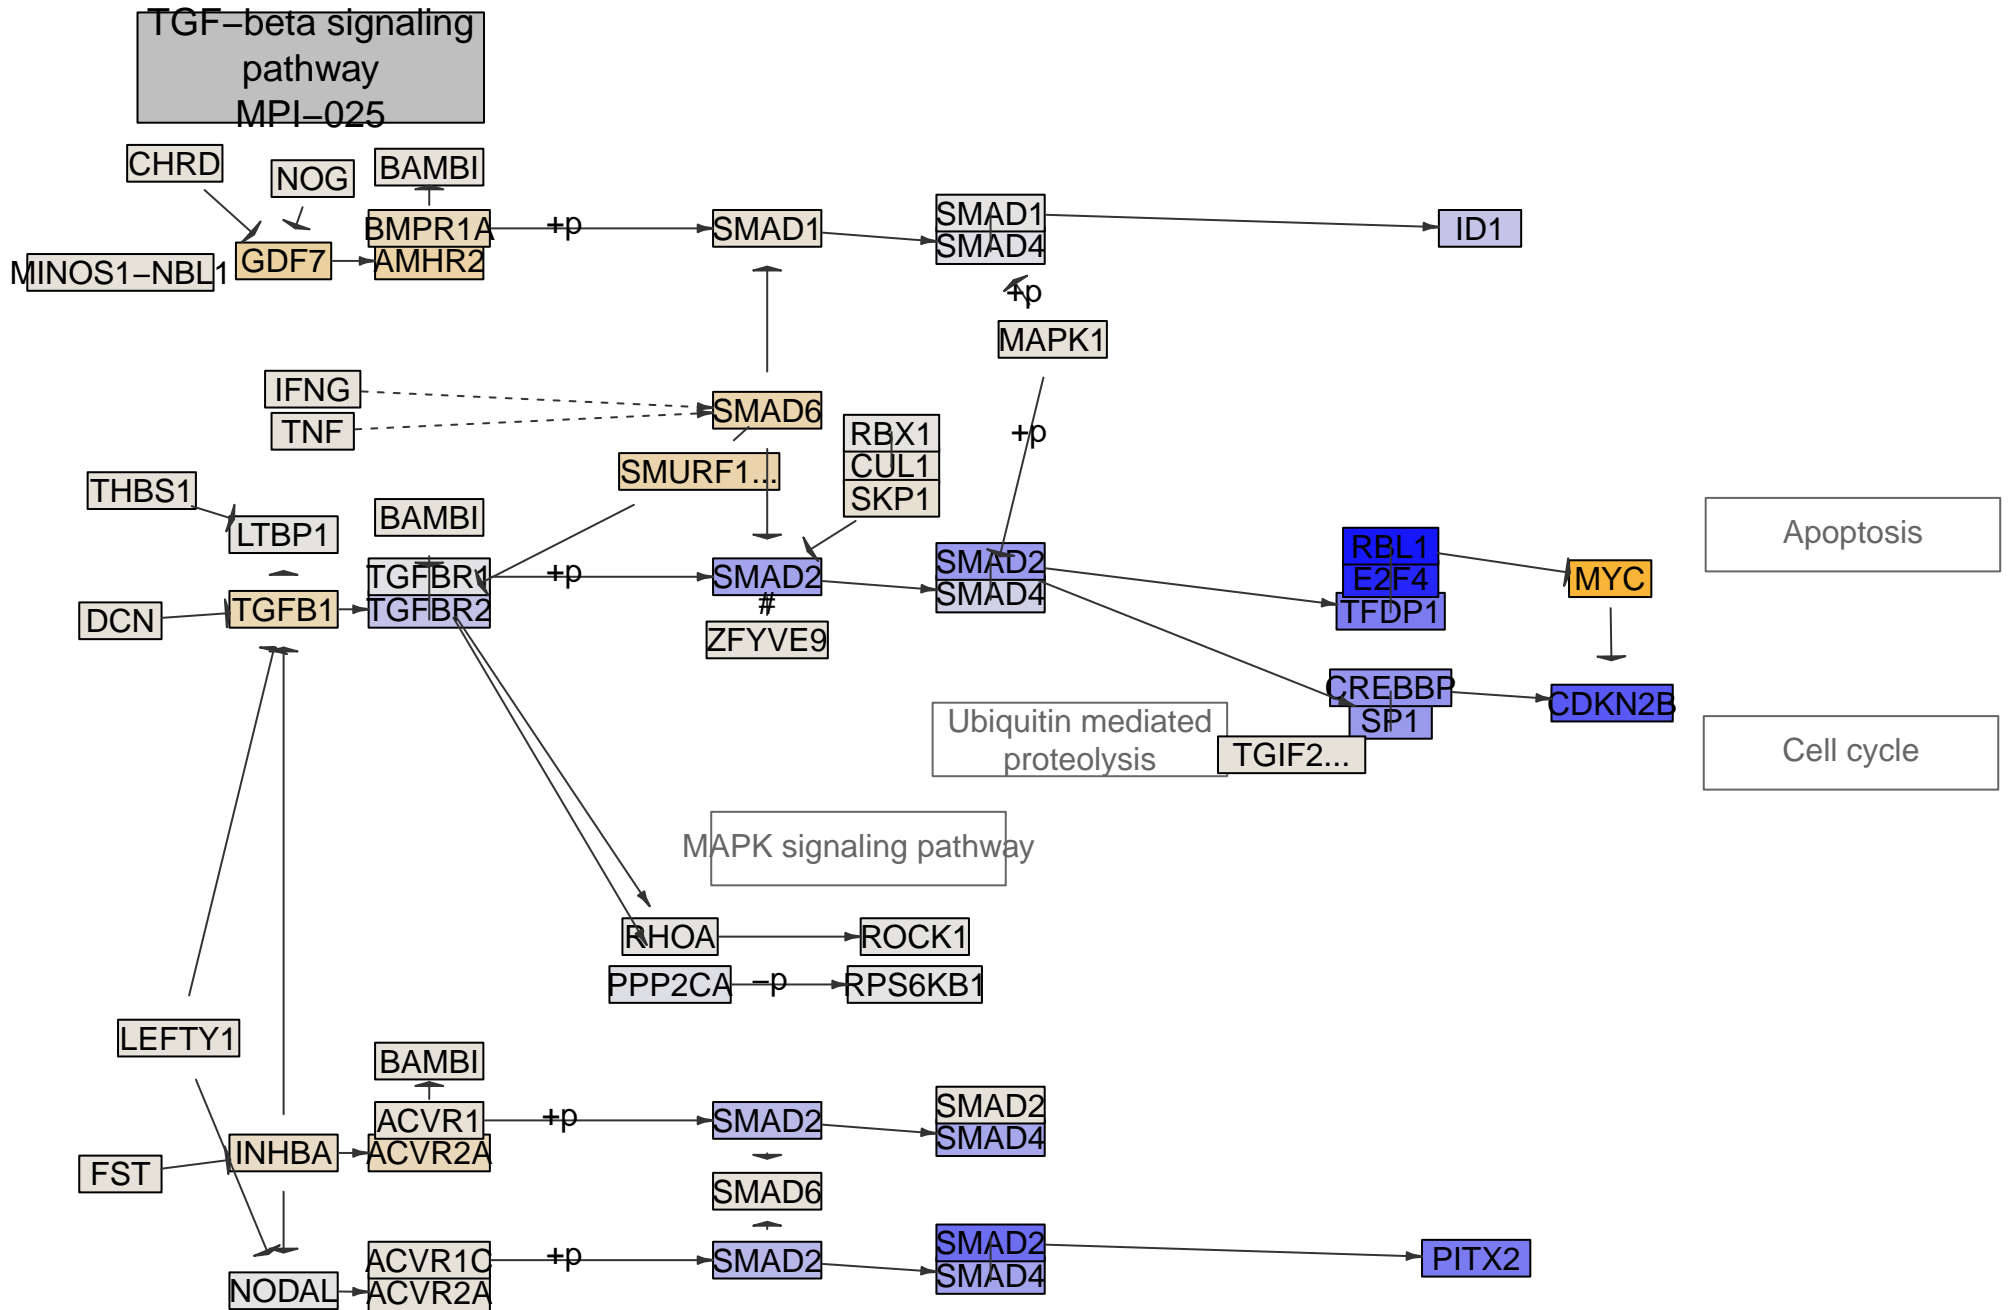 TGF−beta signaling
pathway
MPI−025
CHRD
NOG
BAMBI
BMPR1A
+p
SMAD1
SMAD1
SMAD4
ID1
MINOS1−NBL1
GDF7
AMHR2
+p
MAPK1
IFNG
TNF
SMAD6
SMURF1...
RBX1
CUL1
SKP1
+p
THBS1
LTBP1
BAMBI
Apoptosis
DCN
TGFB1
TGFBR1
TGFBR2
+p
SMAD2
#
ZFYVE9
SMAD2
SMAD4
RBL1
E2F4
TFDP1
MYC
CREBBP
SP1
TGIF2...
CDKN2B
Ubiquitin mediated
proteolysis
Cell cycle
MAPK signaling pathway
RHOA
ROCK1
PPP2CA
−p
RPS6KB1
LEFTY1
BAMBI
ACVR1
+p
SMAD2
SMAD2
SMAD4
FST
INHBA
ACVR2A
SMAD6
NODAL
ACVR1C
ACVR2A
+p
SMAD2
SMAD2
SMAD4
PITX2